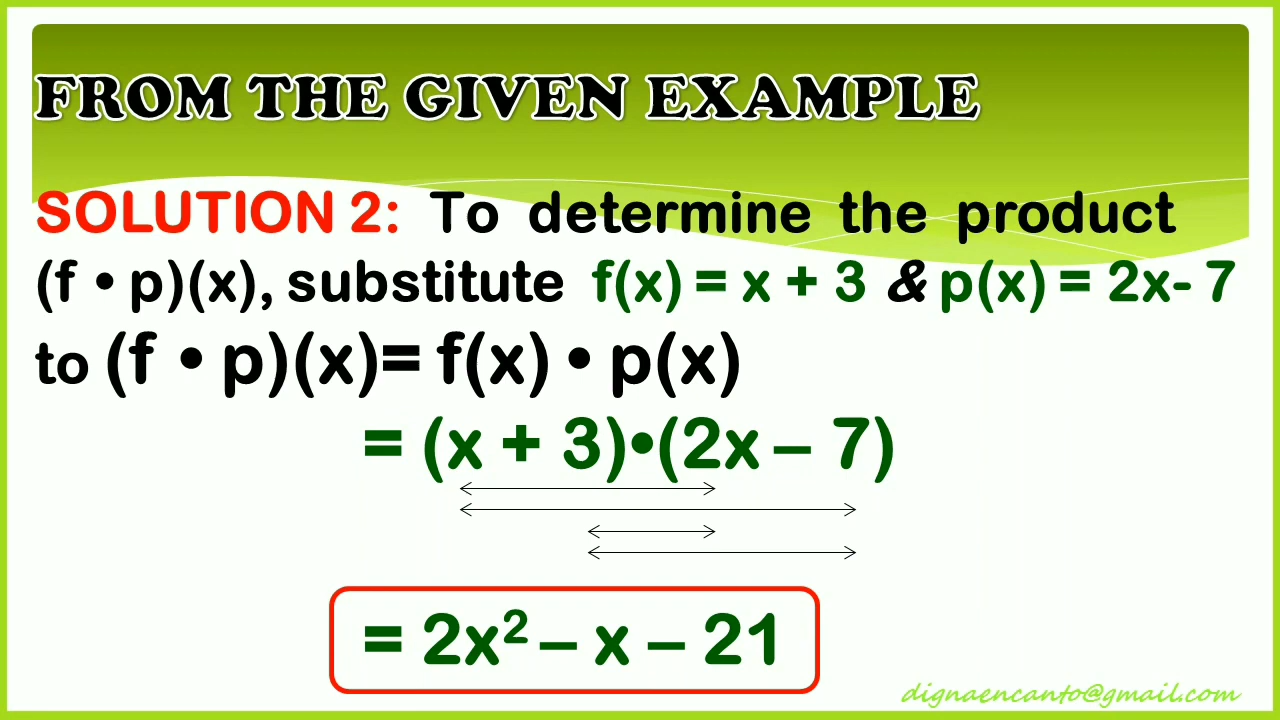 FROM THE GIVEN EXAMPLE
SOLUTION 2: To determine the product
(f • p)(x), substitute f(x) = x + 3 & p(x) = 2x- 7
to (f • p)(x)= f(x) • p(x)
= (x + 3)•(2x – 7)
= 2x² – x – 21
dignaencanto@gmail.com